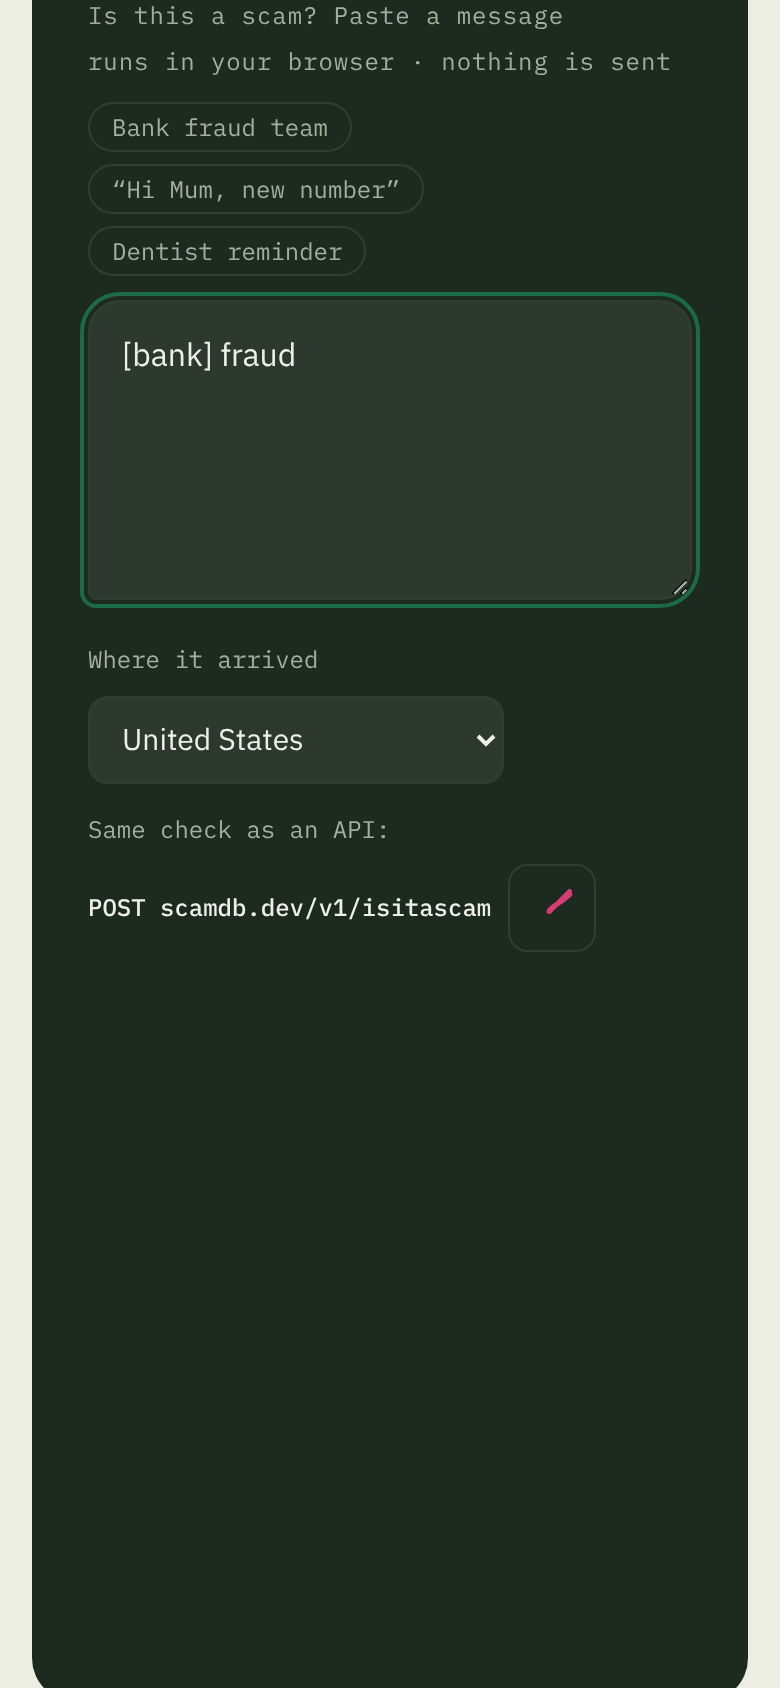 Is this a scam? Paste a message
runs in your browser · nothing is sent
Bank fraud team
“Hi Mum, new number”
Dentist reminder
[bank] fraud
Where it arrived
United States
Same check as an API:
POST scamdb.dev/v1/isitascam